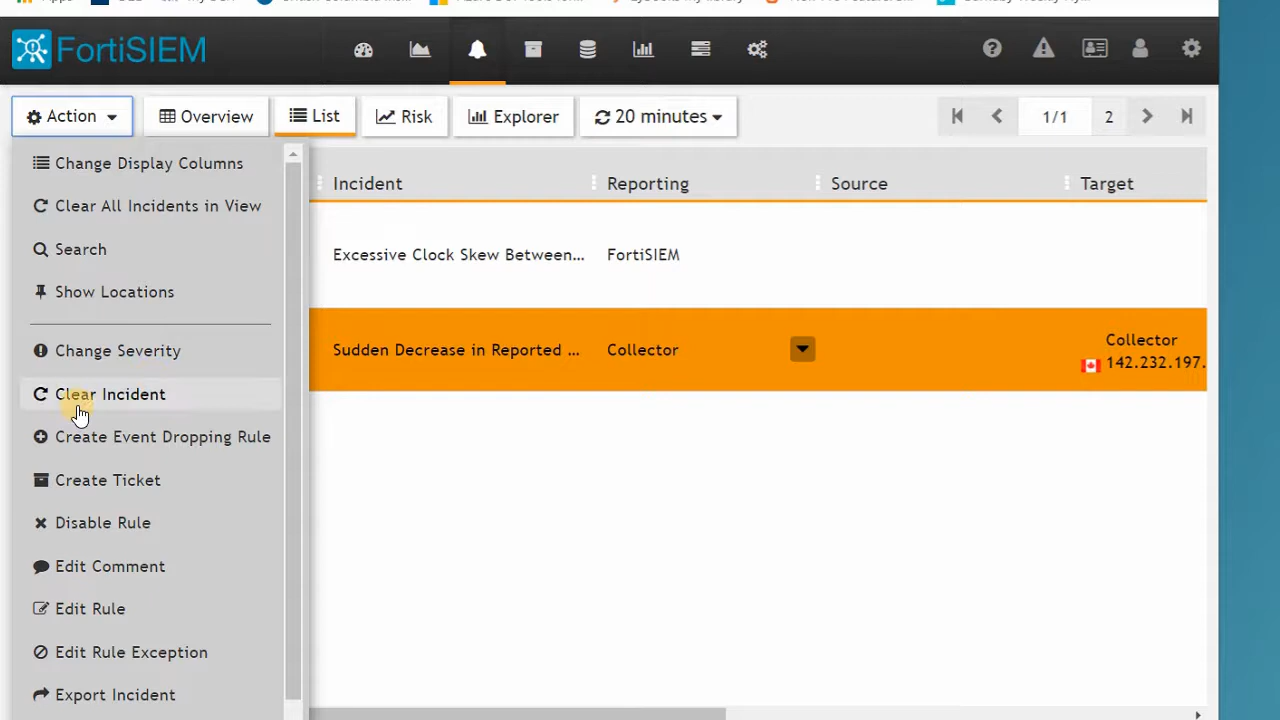 Apps
FortiSIEM
Action
Overview
List
Risk
Explorer
20 minutes
1/1
2
Change Display Columns
Clear All Incidents in View
Search
Show Locations
Change Severity
Clear Incident
Create Event Dropping Rule
Create Ticket
Disable Rule
Edit Comment
Edit Rule
Edit Rule Exception
Export Incident
Incident
Reporting
Source
Target
Excessive Clock Skew Between...
FortiSIEM
Sudden Decrease in Reported ...
Collector
Collector
142.232.197.